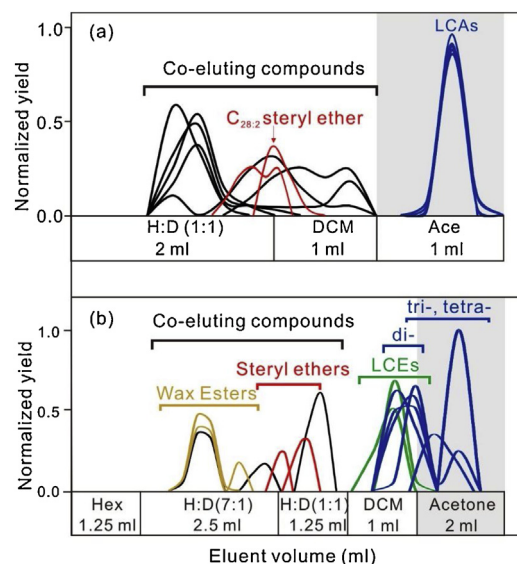 (a)
LCAs
Co-eluting compounds
C28:2 steryl ether
Normalized yield
1.0
0.5
0.0
H:D (1:1)
DCM
Ace
2 ml
1 ml
1 ml
(b)
tri-, tetra-
Co-eluting compounds
di-
Steryl ethers
LCEs
Wax Esters
Normalized yield
1.0
0.5
0.0
Hex
H:D(7:1)
H:D(1:1)
DCM
Acetone
1.25 ml
2.5 ml
1.25 ml
1 ml
2 ml
Eluent volume (ml)